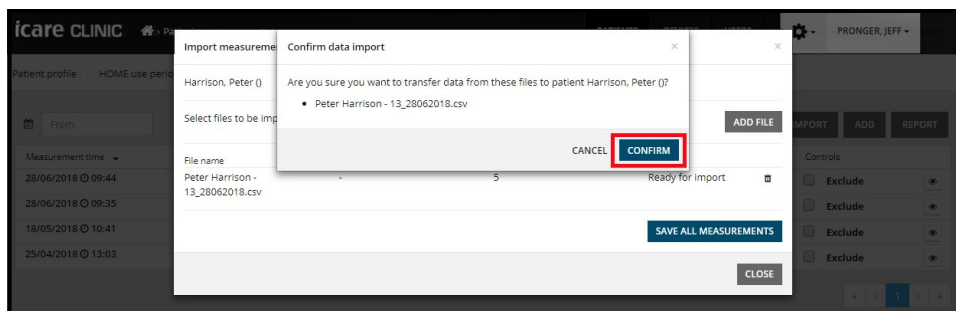 icare CLINIC
PATIENTS
PRONGER, JEFF
Patient profile HOME use perio
From
IMPORT ADD REPORT
Measurement time Controls
28/06/2018 09:44 Exclude
28/06/2018 09:35 Exclude
18/05/2018 10:41 Exclude
25/04/2018 13:03 Exclude
« < 1 > »
Import measureme
Harrison, Peter ()
Select files to be imp
ADD FILE
File name
Peter Harrison - - 5 Ready for import
13_28062018.csv
SAVE ALL MEASUREMENTS
CLOSE
Confirm data import ×
×
Are you sure you want to transfer data from these files to patient Harrison, Peter ()?
• Peter Harrison - 13_28062018.csv
CANCEL CONFIRM